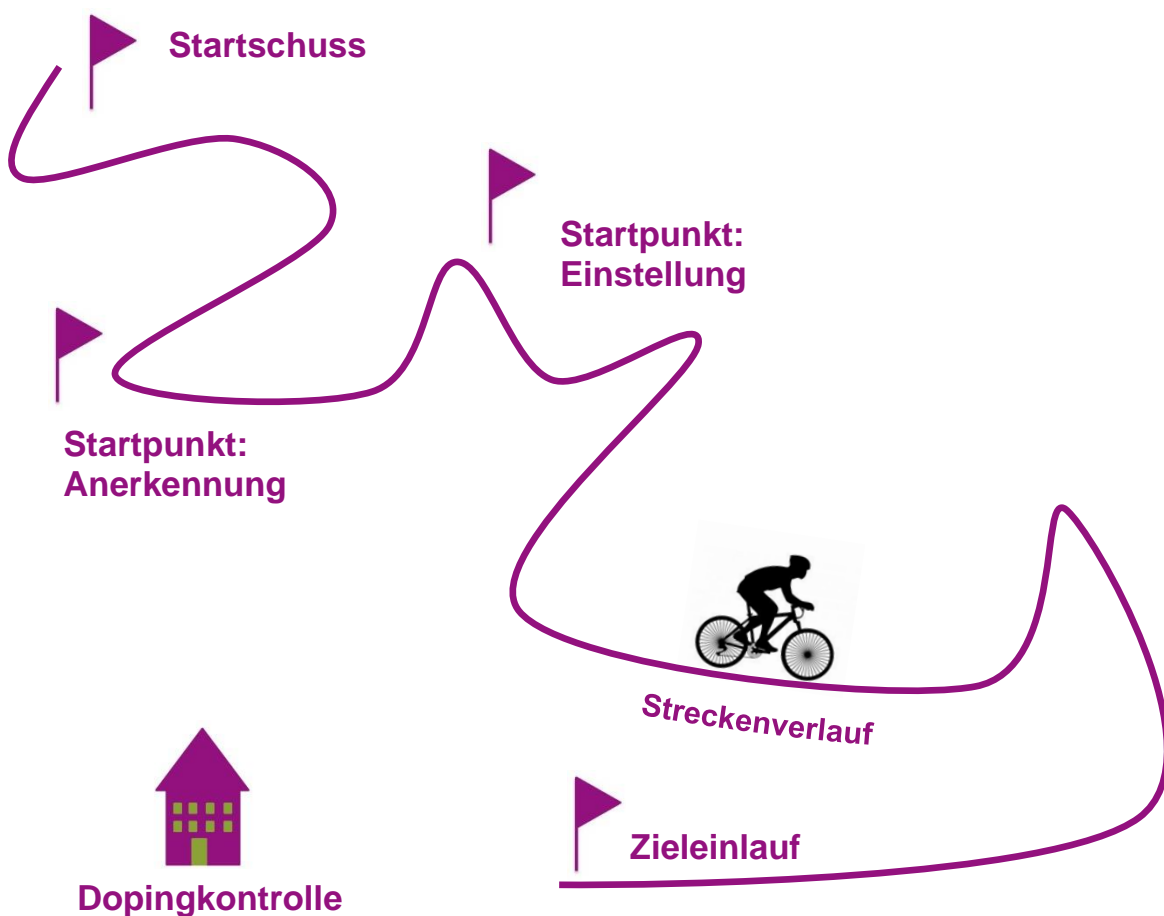 Startschuss
Startpunkt:
Einstellung
Startpunkt:
Anerkennung
Streckenverlauf
Zieleinlauf
Dopingkontrolle